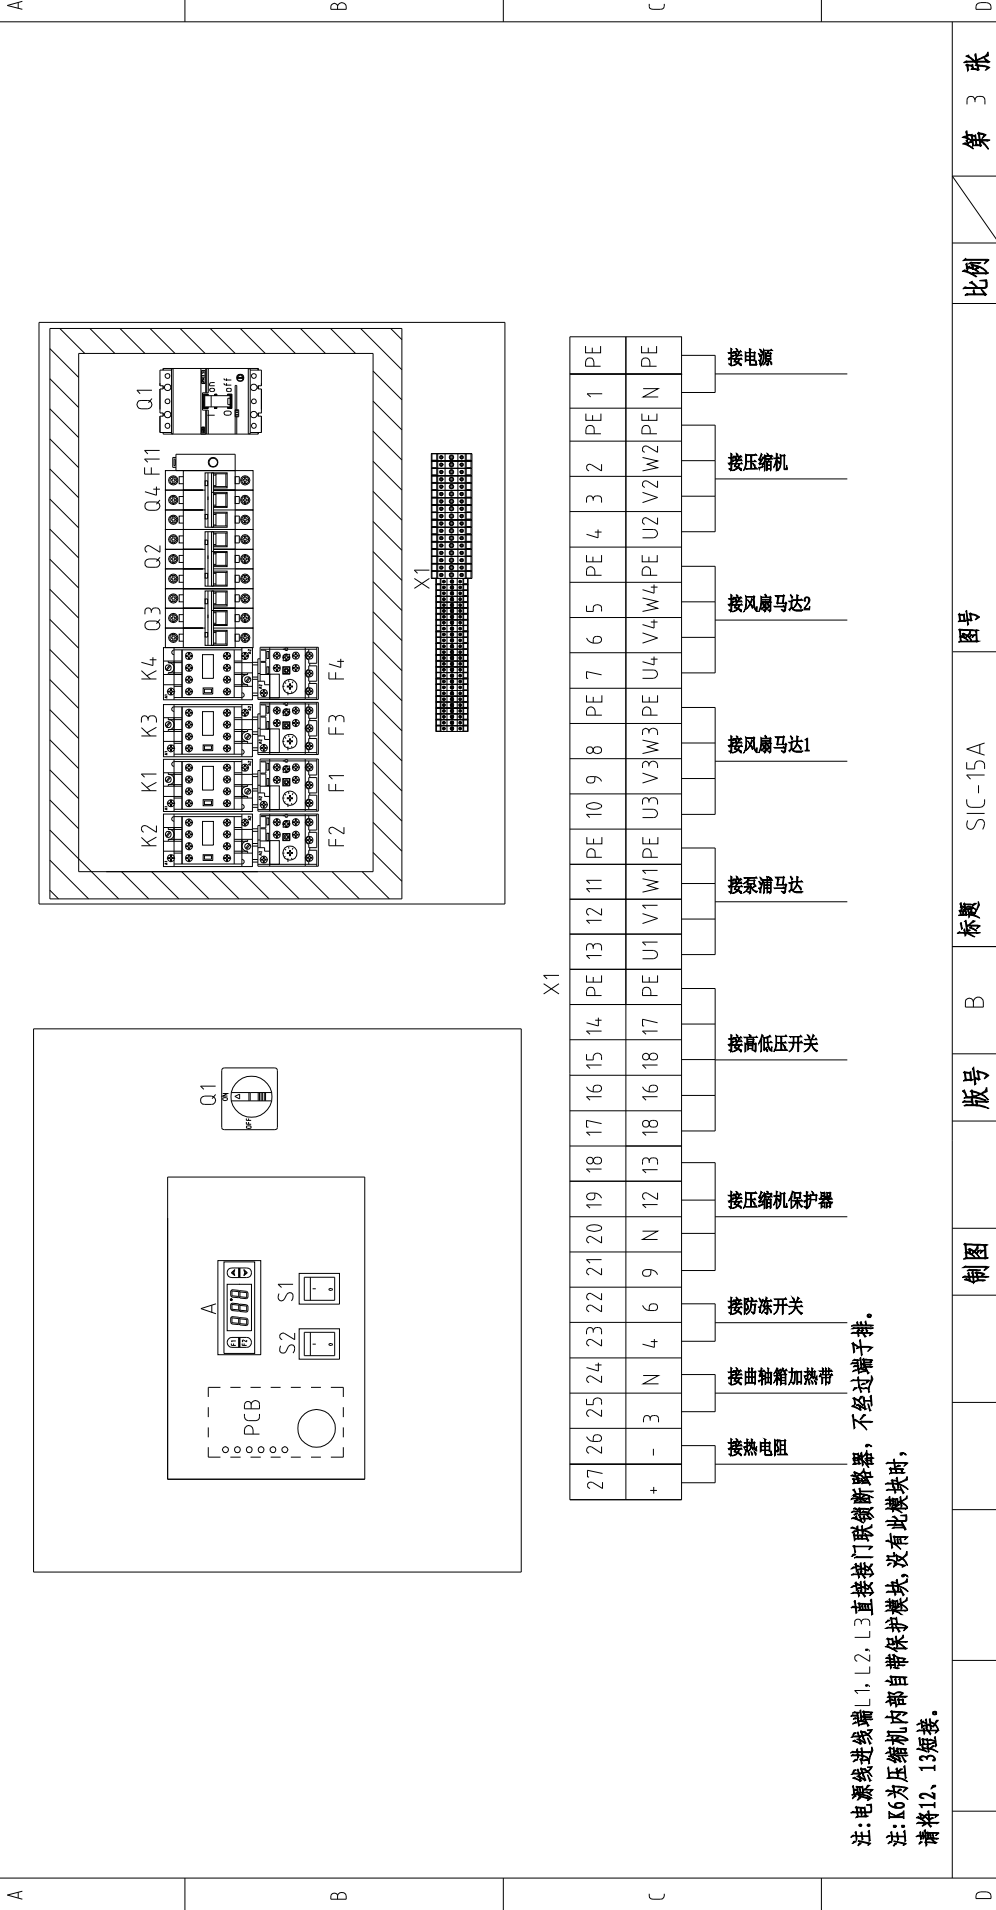 A
B
C
D
Q2
K2
K1
K3
K4
Q3
Q2
Q4
F11
Q1
on
off
F2
F1
F3
F4
X1
PCB
S2
S1
A
F1
F2
888
Q1
OFF
ON
X1
27 26 25 24 23 22 21 20 19 18 17 16 15 14 PE 13 12 11 PE 10 9 8 PE 7 6 5 PE 4 3 2 PE 1 PE
+ - 3 N 4 6 9 N 12 13 18 16 18 17 PE U1 V1 W1 PE U3 V3 W3 PE U4 V4 W4 PE U2 V2 W2 PE N PE
接热电阻
接曲轴箱加热带
接防冻开关
接压缩机保护器
接高低压开关
接泵浦马达
接风扇马达1
接风扇马达2
接压缩机
接电源
注:电源线进线端L1, L2, L3直接接门联锁断路器，不经过端子排。
注:K6为压缩机内部自带保护模块,没有此模块时,
请将12、13短接。
制图
版号 B
标题 SIC-15A
图号
比例
第 3 张
A
B
C
D